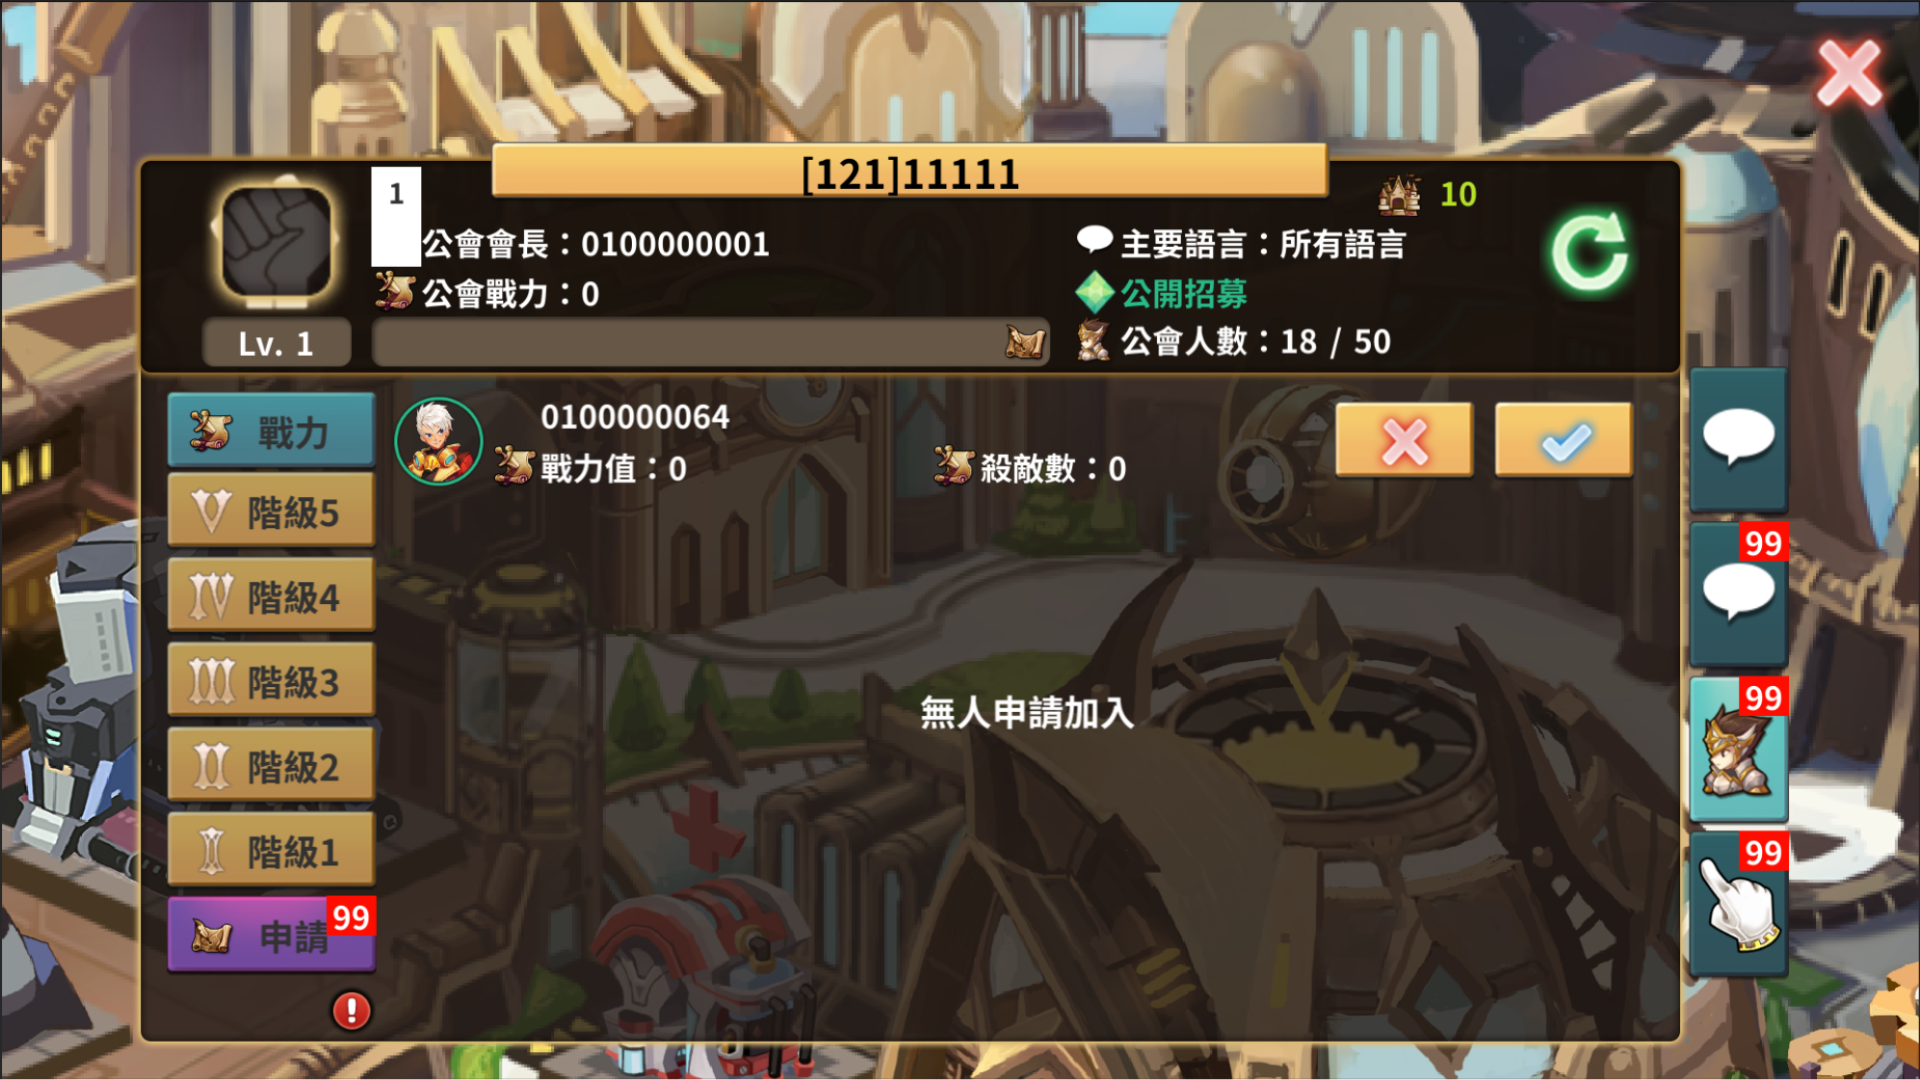 [121]11111
1
10
公會會長：0100000001
主要語言：所有語言
公會戰力：0
公開招募
Lv. 1
公會人數：18 / 50
戰力
0100000064
戰力值：0
殺敵數：0
階級5
99
階級4
階級3
99
無人申請加入
階級2
階級1
99
申請
99